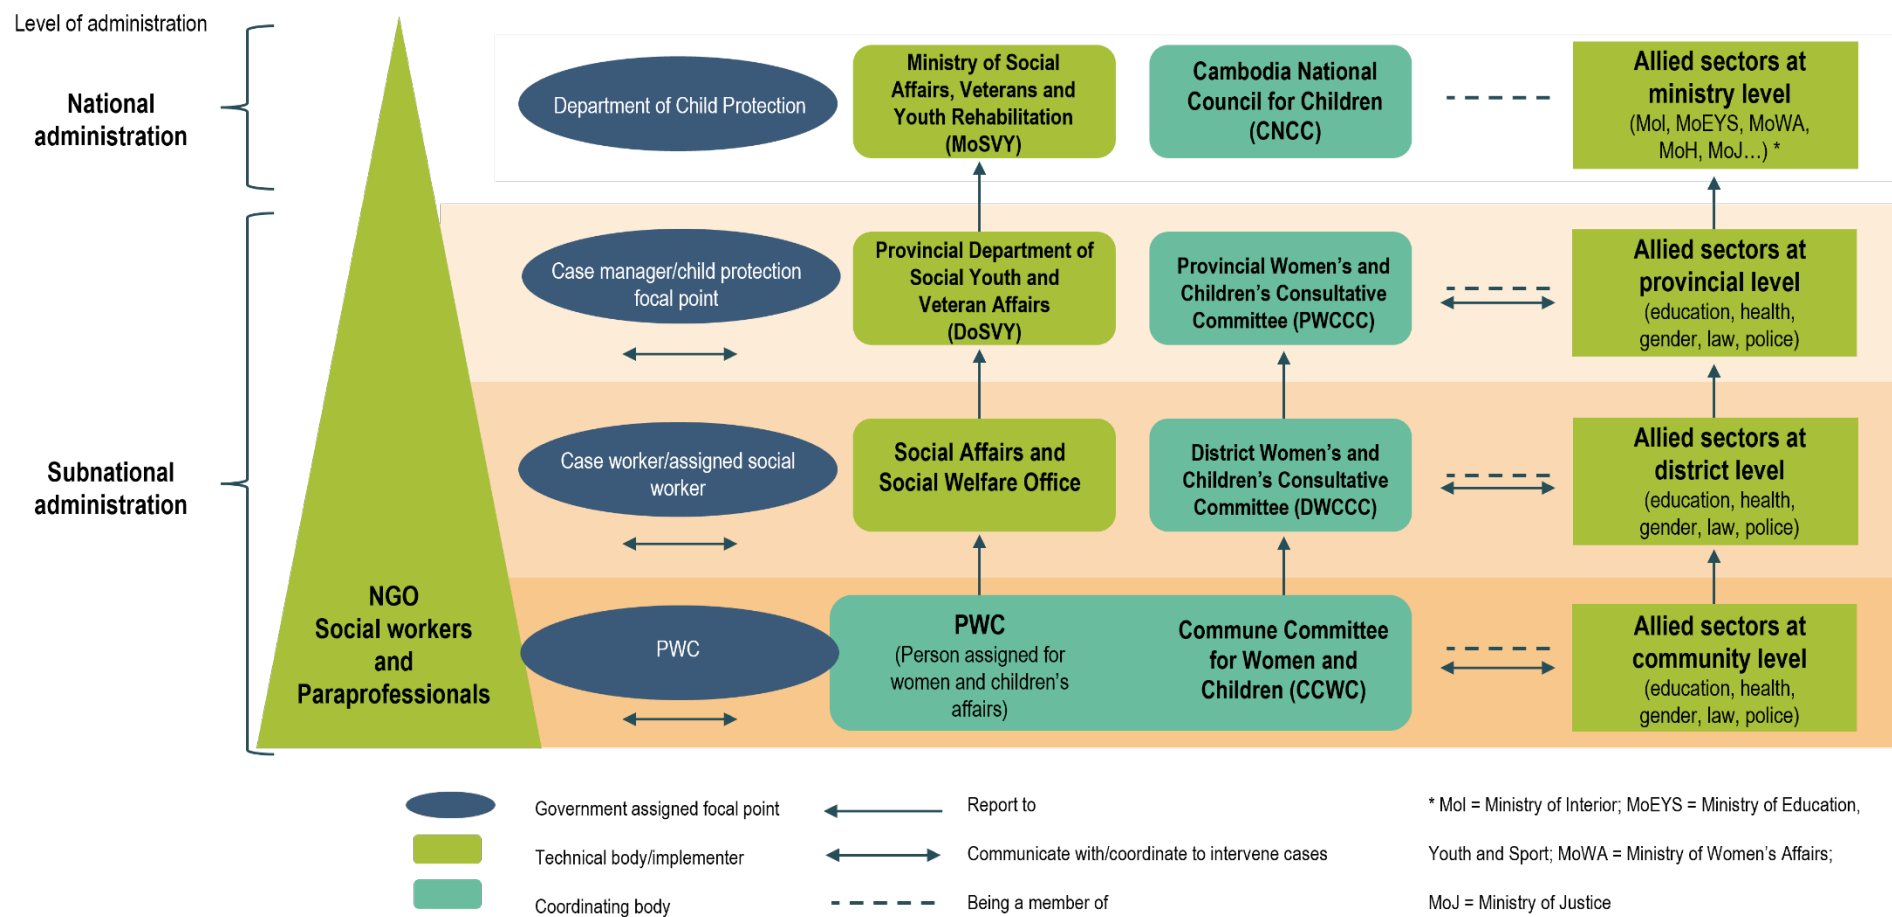 Level of administration
National
administration
Department of Child Protection
Ministry of Social
Affairs, Veterans and
Youth Rehabilitation
(MoSVY)
Cambodia National
Council for Children
(CNCC)
Allied sectors at
ministry level
(MoI, MoEYS, MoWA,
MoH, MoJ…) *
Subnational
administration
Case manager/child protection
focal point
Provincial Department of
Social Youth and
Veteran Affairs
(DoSVY)
Provincial Women’s and
Children’s Consultative
Committee (PWCCC)
Allied sectors at
provincial level
(education, health,
gender, law, police)
Case worker/assigned social
worker
Social Affairs and
Social Welfare Office
District Women’s and
Children’s Consultative
Committee (DWCCC)
Allied sectors at
district level
(education, health,
gender, law, police)
NGO
Social workers
and
Paraprofessionals
PWC
PWC
(Person assigned for
women and children’s
affairs)
Commune Committee
for Women and
Children (CCWC)
Allied sectors at
community level
(education, health,
gender, law, police)
Government assigned focal point
Technical body/implementer
Coordinating body
Report to
Communicate with/coordinate to intervene cases
Being a member of
* MoI = Ministry of Interior; MoEYS = Ministry of Education,
Youth and Sport; MoWA = Ministry of Women’s Affairs;
MoJ = Ministry of Justice